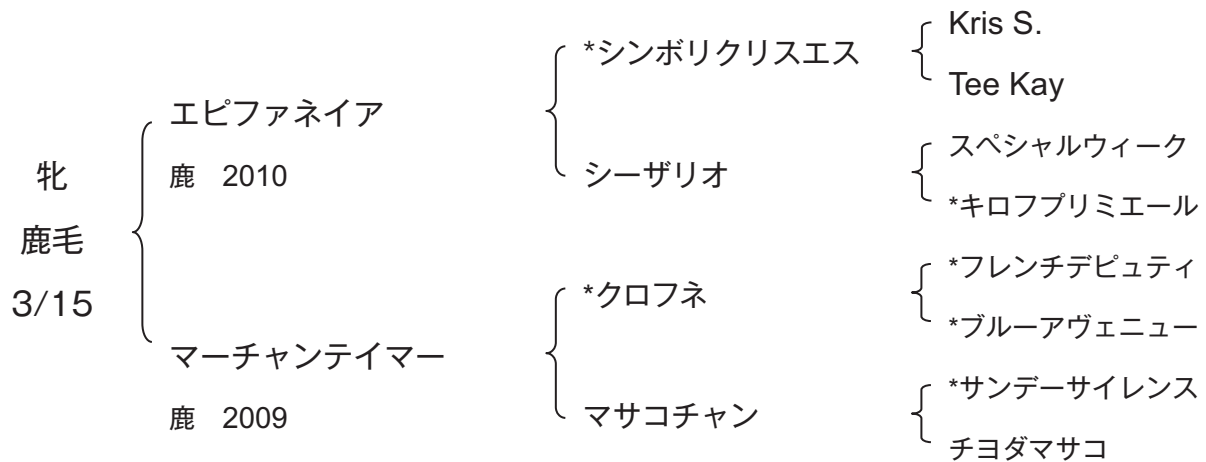 牝
鹿毛
3/15
エピファネイア
鹿 2010
マーチャンテイマー
鹿 2009
*シンボリクリスエス
シーザリオ
*クロフネ
マサコチャン
Kris S.
Tee Kay
スペシャルウィーク
*キロフプリミエール
*フレンチデピュティ
*ブルーアヴェニュー
*サンデーサイレンス
チヨダマサコ